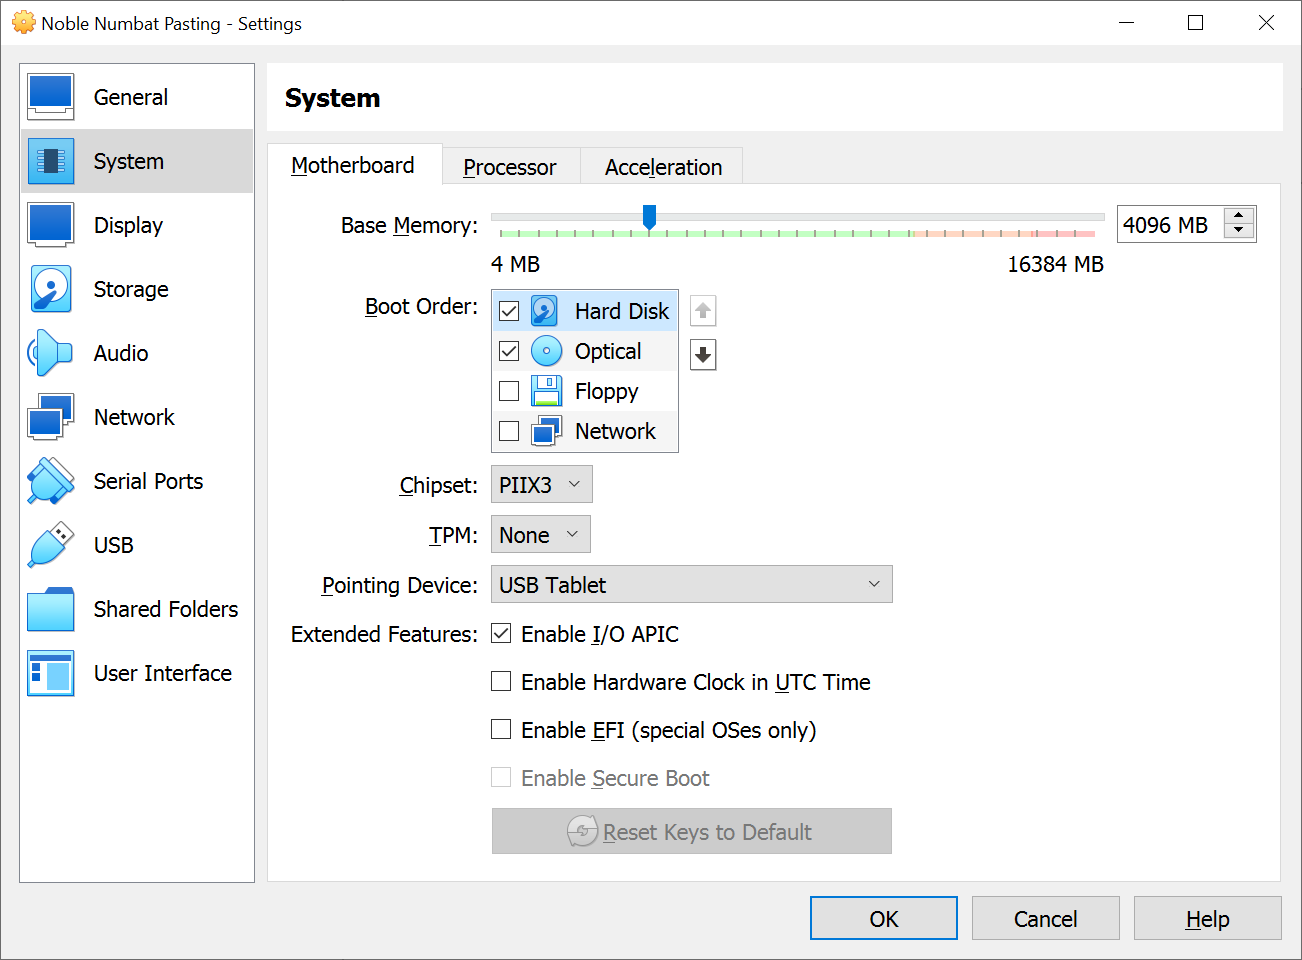 Noble Numbat Pasting - Settings
General
System
Display
Storage
Audio
Network
Serial Ports
USB
Shared Folders
User Interface
System
Motherboard Processor Acceleration
Base Memory: 4096 MB
4 MB 16384 MB
Boot Order: Hard Disk
Optical
Floppy
Network
Chipset: PIIX3
TPM: None
Pointing Device: USB Tablet
Extended Features: Enable I/O APIC
Enable Hardware Clock in UTC Time
Enable EFI (special OSes only)
Enable Secure Boot
Reset Keys to Default
OK Cancel Help